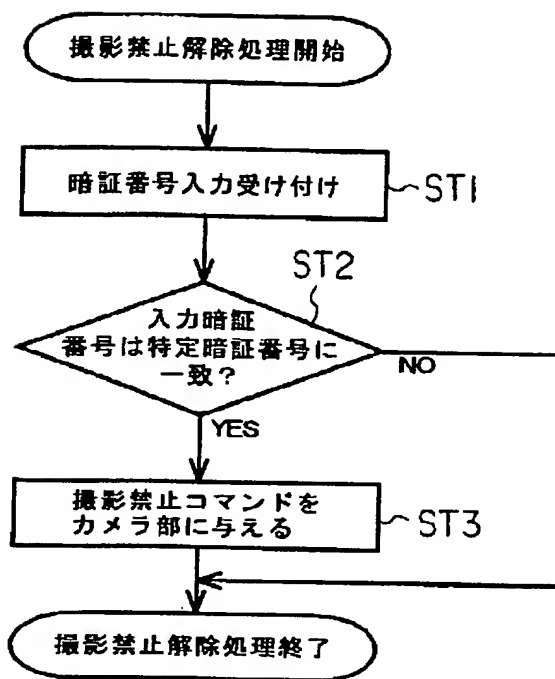 撮影禁止解除処理開始
暗証番号入力受け付け
ST1
ST2
入力暗証
番号は特定暗証番号に
一致？
NO
YES
撮影禁止コマンドを
カメラ部に与える
ST3
撮影禁止解除処理終了